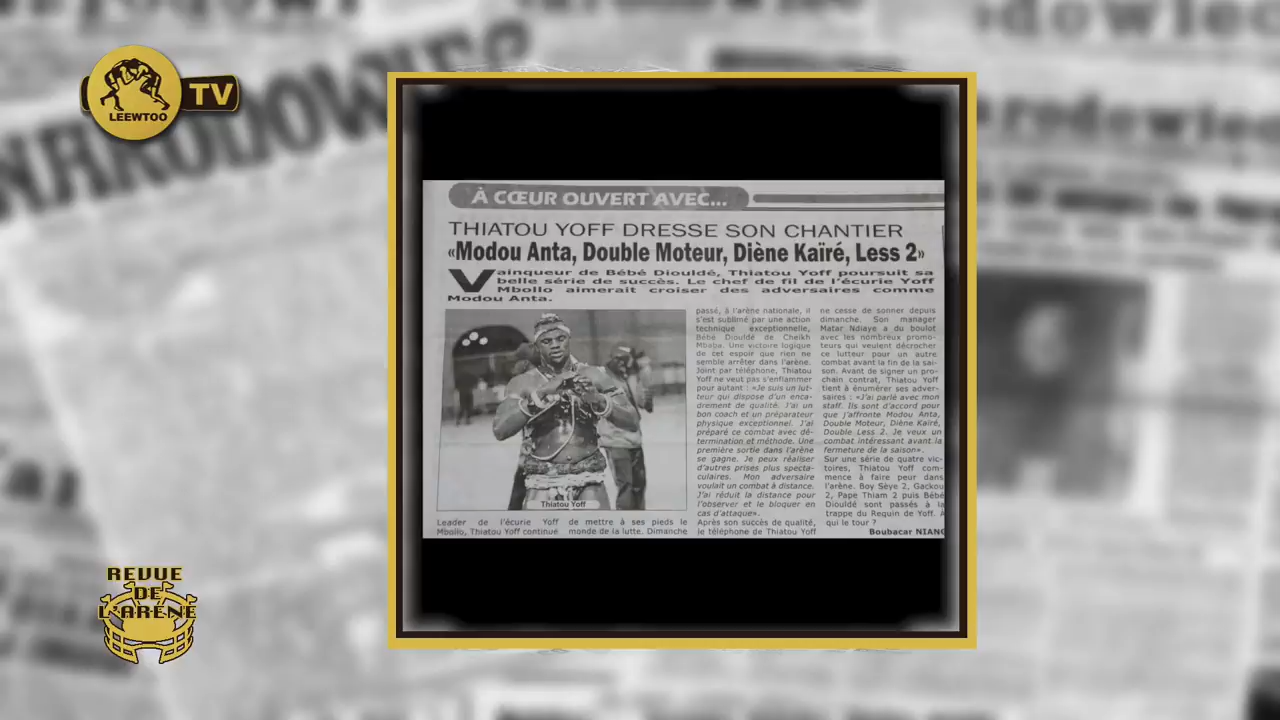 LEEWTOO
TV
REVUE
DE
L'ARÈNE
NARODOWIEC
À CŒUR OUVERT AVEC...
THIATOU YOFF DRESSE SON CHANTIER
«Modou Anta, Double Moteur, Diène Kaïré, Less 2»
Vainqueur de Bébé Diouldé, Thiatou Yoff poursuit sa
belle série de succès. Le chef de fil de l'écurie Yoff
Mbollo aimerait croiser des adversaires comme
Modou Anta.
Thiatou Yoff
Leader de l'écurie Yoff
Mbollo, Thiatou Yoff continue
de mettre à ses pieds le
monde de la lutte. Dimanche
passé, à l'arène nationale, il
s'est sublimé par une action
technique exceptionnelle,
Bébé Diouldé de Cheikh
Mbaba. Une victoire logique
de cet espoir que rien ne
semble arrêter dans l'arène.
Joint par téléphone, Thiatou
Yoff ne veut pas s'enflammer
pour autant : «Je suis un lut-
teur qui dispose d'un enca-
drement de qualité. J'ai un
bon coach et un préparateur
physique exceptionnel. J'ai
préparé ce combat avec dé-
termination et méthode. Une
première sortie dans l'arène
se gagne. Je peux réaliser
d'autres prises plus specta-
culaires. Mon adversaire
voulait un combat à distance.
J'ai réduit la distance pour
l'observer et le bloquer en
cas d'attaque».
Après son succès de qualité,
le téléphone de Thiatou Yoff
ne cesse de sonner depuis
dimanche. Son manager
Matar Ndiaye a du boulot
avec les nombreux promo-
teurs qui veulent décrocher
ce lutteur pour un autre
combat avant la fin de la sai-
son. Avant de signer un pro-
chain contrat, Thiatou Yoff
tient à énumérer ses adver-
saires : «J'ai parlé avec mon
staff. Ils sont d'accord pour
que j'affronte Modou Anta,
Double Moteur, Diène Kaïré,
Double Less 2. Je veux un
combat intéressant avant la
fermeture de la saison».
Sur une série de quatre vic-
toires, Thiatou Yoff com-
mence à faire peur dans
l'arène. Boy Sèye 2, Gackou
2, Pape Thiam 2 puis Bébé
Diouldé sont passés à la
trappe du Requin de Yoff. A
qui le tour ?
Boubacar NIANG